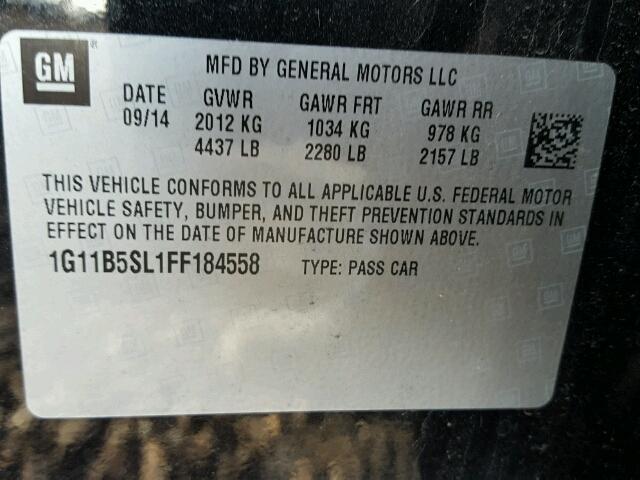 GM
MFD BY GENERAL MOTORS LLC
DATE GVWR GAWR FRT GAWR RR
09/14 2012 KG 1034 KG 978 KG
4437 LB 2280 LB 2157 LB
THIS VEHICLE CONFORMS TO ALL APPLICABLE U.S. FEDERAL MOTOR
VEHICLE SAFETY, BUMPER, AND THEFT PREVENTION STANDARDS IN
EFFECT ON THE DATE OF MANUFACTURE SHOWN ABOVE.
1G11B5SL1FF184558 TYPE: PASS CAR